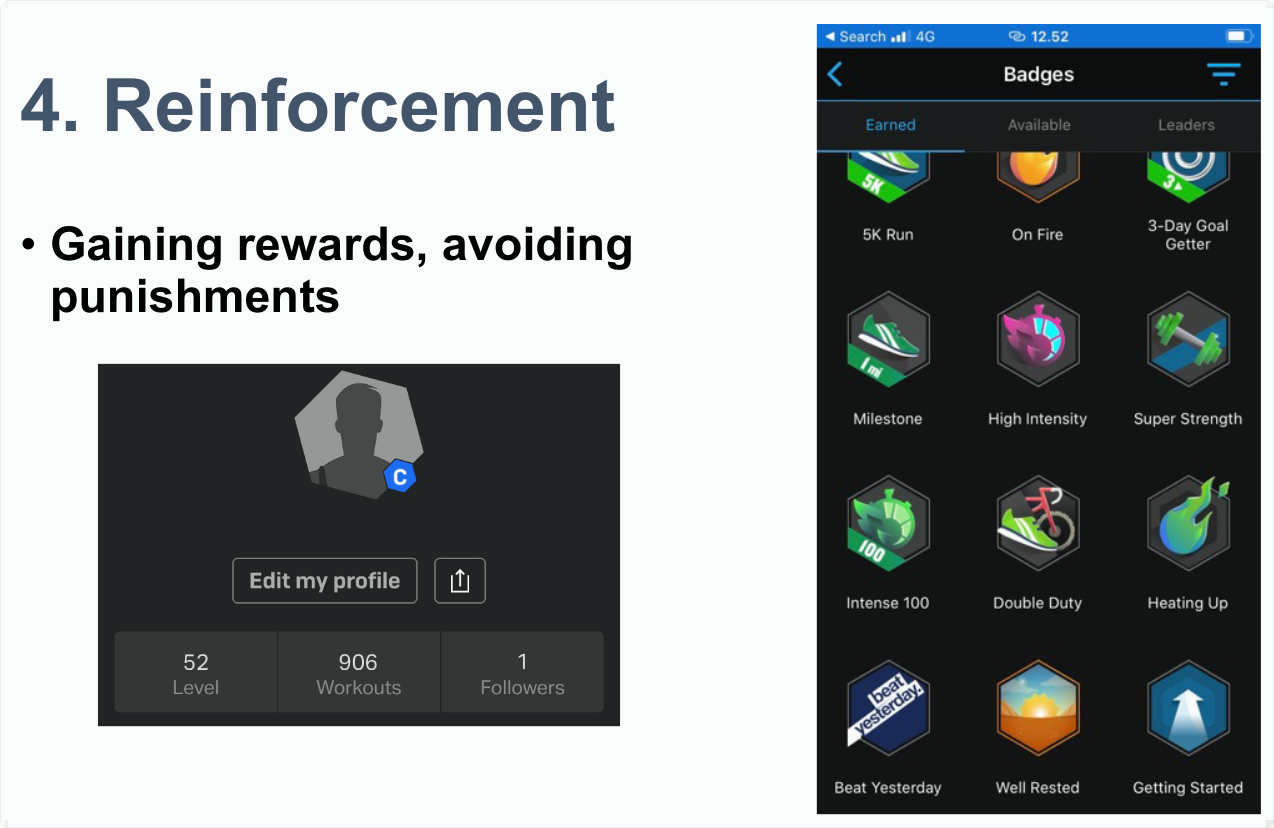 4. Reinforcement
• Gaining rewards, avoiding
punishments
C
Edit my profile
52
Level
906
Workouts
1
Followers
Search 4G 12.52
Badges
Earned Available Leaders
5K 3
5K Run On Fire 3-Day Goal
Getter
1 mi
Milestone High Intensity Super Strength
100
Intense 100 Double Duty Heating Up
beat
yesterday.
Beat Yesterday Well Rested Getting Started